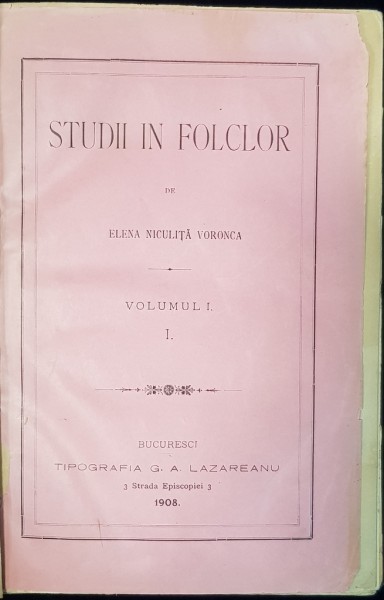 STUDII IN FOLCLOR
DE
ELENA NICULIȚĂ VORONCA
VOLUMUL I.
I.
BUCURESCI
TIPOGRAFIA G. A. LAZAREANU
3 Strada Episcopiei 3
1908.